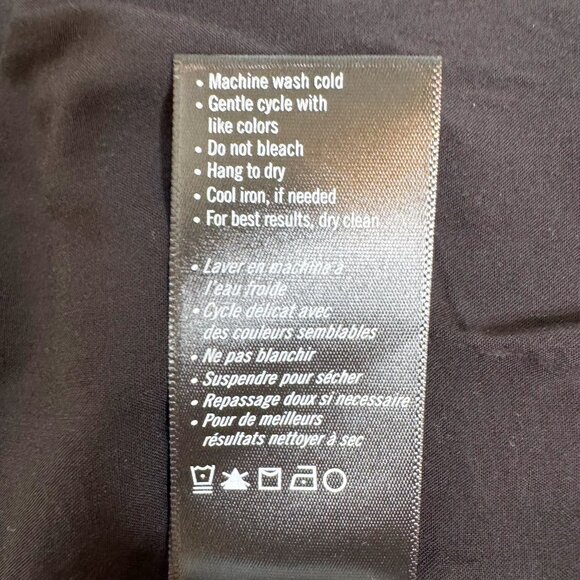 • Machine wash cold
• Gentle cycle with
like colors
• Do not bleach
• Hang to dry
• Cool iron, if needed
• For best results, dry clean
• Laver en machine à
l'eau froide
• Cycle délicat avec
des couleurs semblables
• Ne pas blanchir
• Suspendre pour sécher
• Repassage doux si necessaire
• Pour de meilleurs
résultats nettoyer à sec